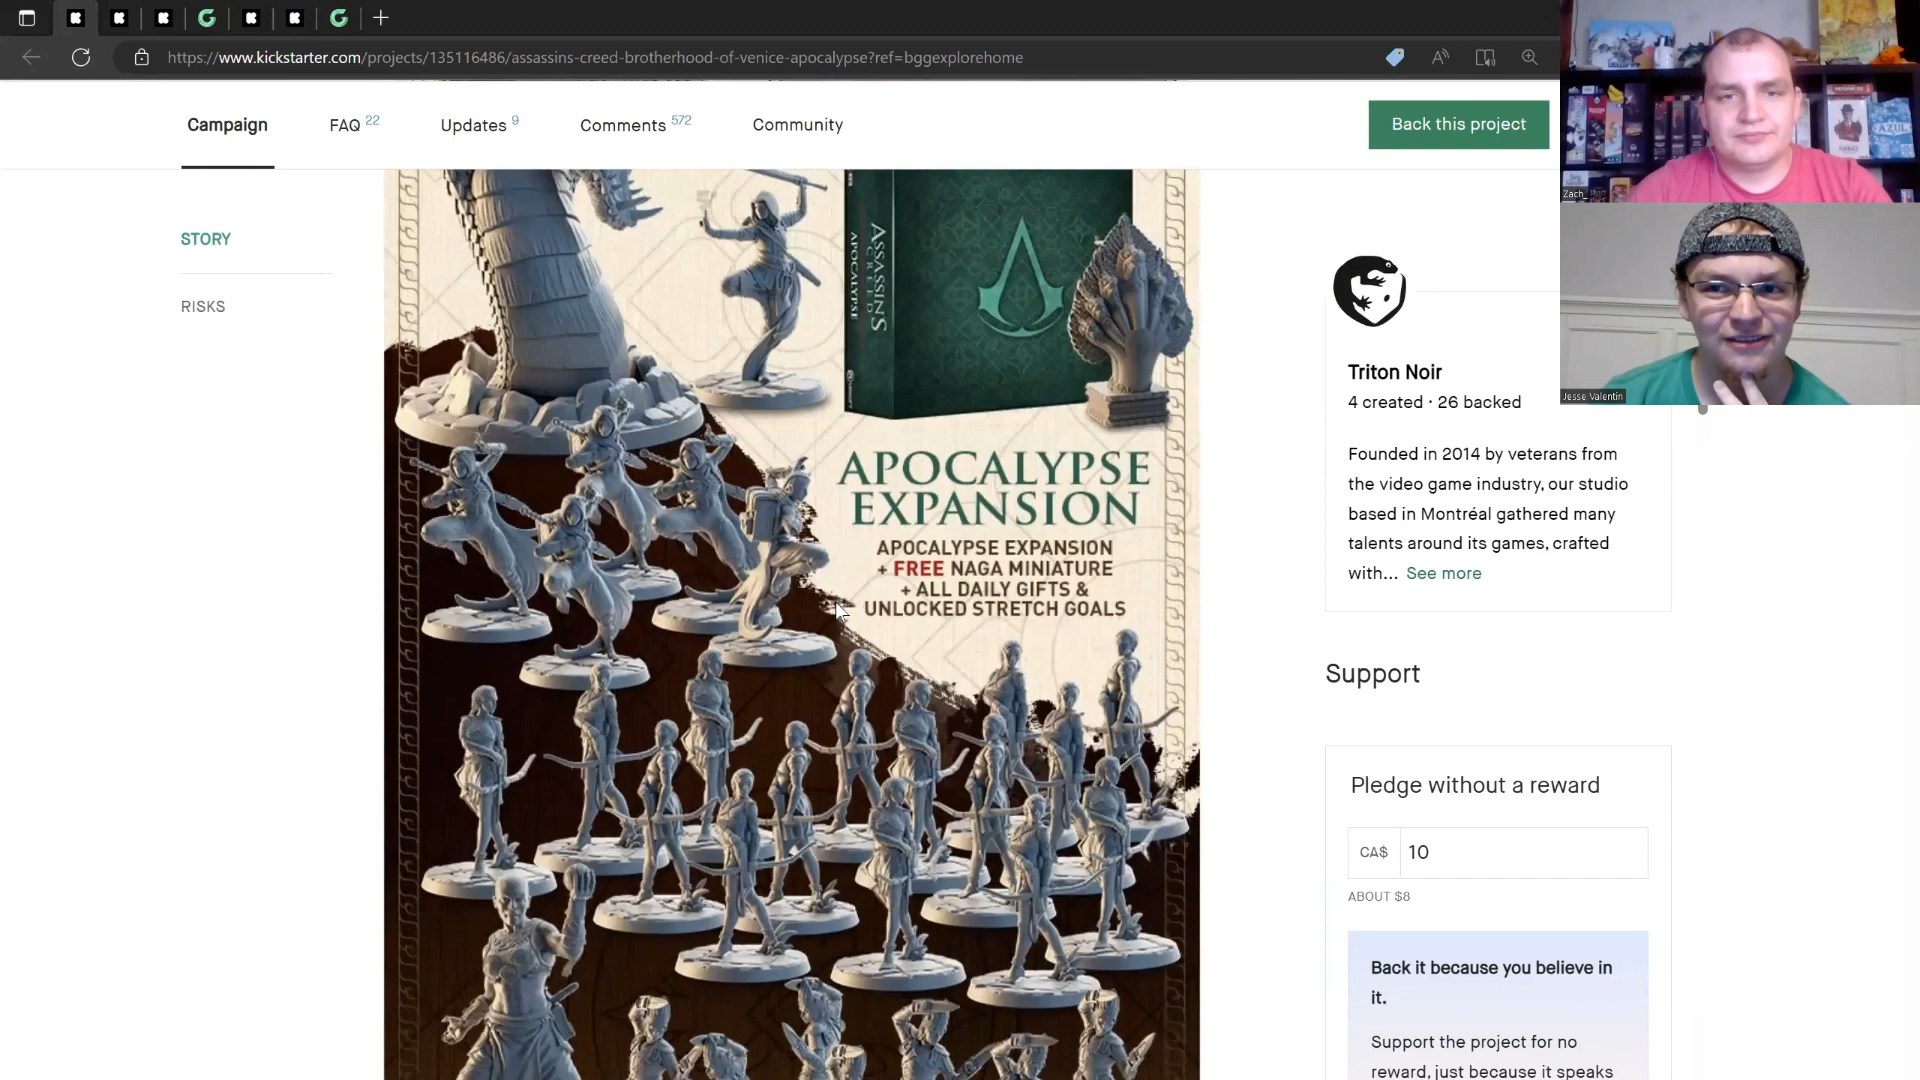 https://www.kickstarter.com/projects/135116486/assassins-creed-brotherhood-of-venice-apocalypse?ref=bggexplorehome
Campaign
FAQ 22
Updates 9
Comments 572
Community
Back this project
Zach_
Jesse Valentin
AZUL
STORY
RISKS
ASSASSIN'S
CREED
APOCALYPSE
APOCALYPSE
EXPANSION
APOCALYPSE EXPANSION
+ FREE NAGA MINIATURE
+ ALL DAILY GIFTS &
UNLOCKED STRETCH GOALS
Triton Noir
4 created · 26 backed
Founded in 2014 by veterans from
the video game industry, our studio
based in Montréal gathered many
talents around its games, crafted
with... See more
Support
Pledge without a reward
CA$ 10
ABOUT $8
Back it because you believe in
it.
Support the project for no
reward, just because it speaks